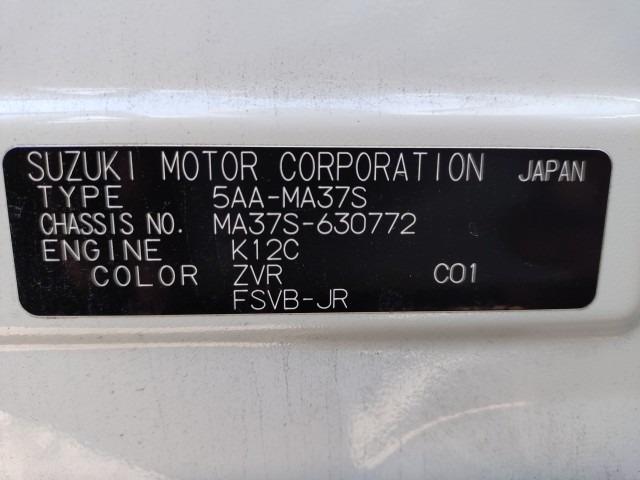 SUZUKI MOTOR CORPORATION JAPAN
TYPE 5AA-MA37S
CHASSIS NO. MA37S-630772
ENGINE K12C
COLOR ZVR C01
FSVB-JR